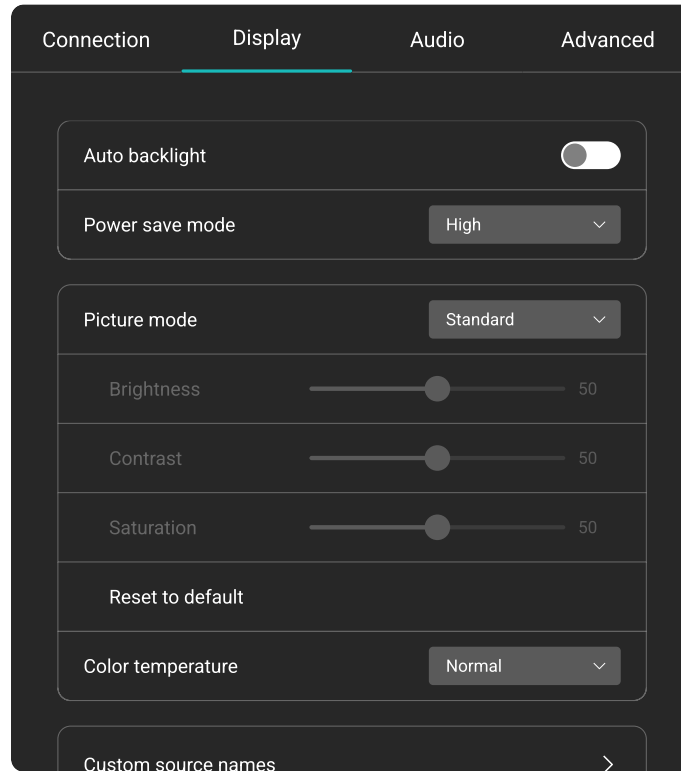 Connection Display Audio Advanced
Auto backlight
Power save mode High
Picture mode Standard
Brightness 50
Contrast 50
Saturation 50
Reset to default
Color temperature Normal
Custom source names